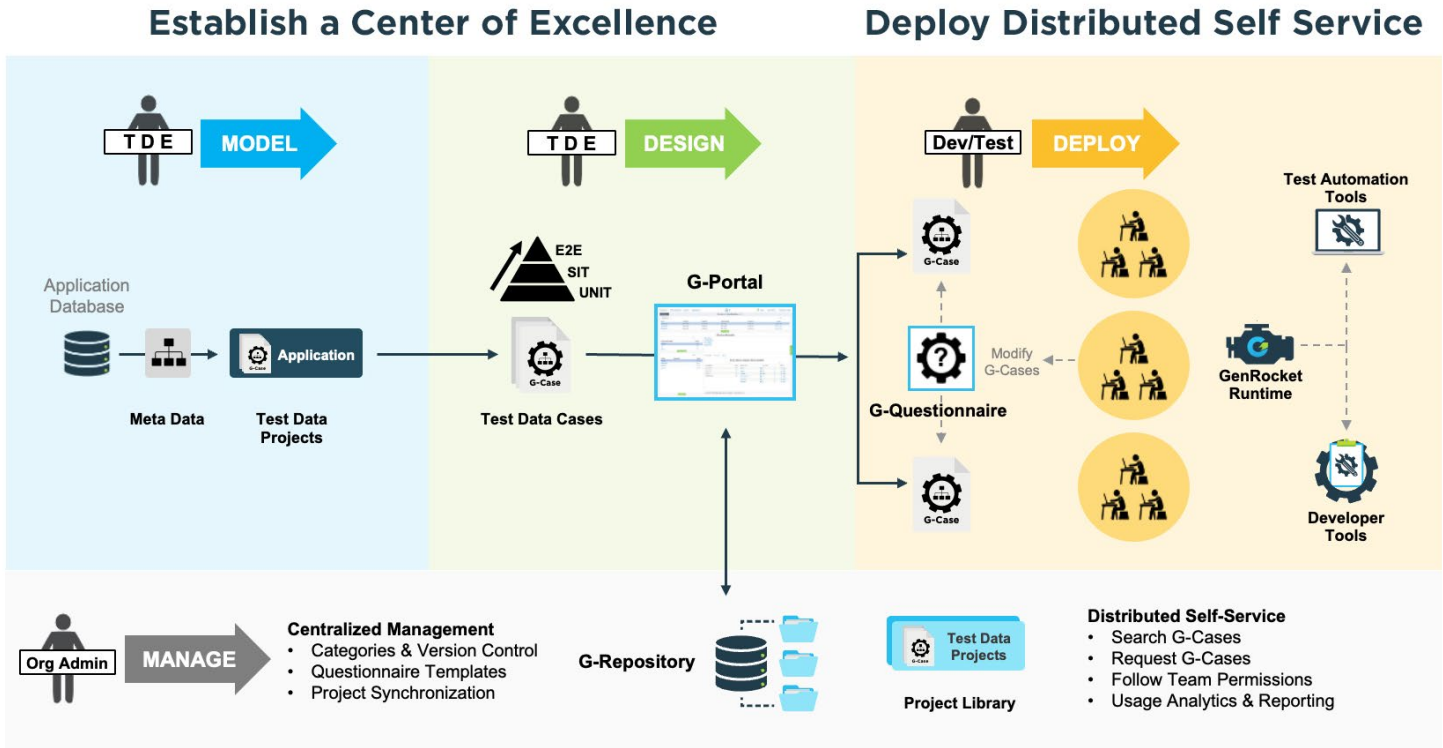 Establish a Center of Excellence
Deploy Distributed Self Service
TDE
MODEL
TDE
DESIGN
Dev/Test
DEPLOY
Application
Database
G-Case
Application
Meta Data
Test Data
Projects
E2E
SIT
UNIT
G-Case
Test Data Cases
G-Portal
G-Case
?
G-Questionnaire
Modify
G-Cases
G-Case
Test Automation
Tools
GenRocket
Runtime
Developer
Tools
Org Admin
MANAGE
Centralized Management
• Categories & Version Control
• Questionnaire Templates
• Project Synchronization
G-Repository
G-Case
Test Data
Projects
Project Library
Distributed Self-Service
• Search G-Cases
• Request G-Cases
• Follow Team Permissions
• Usage Analytics & Reporting